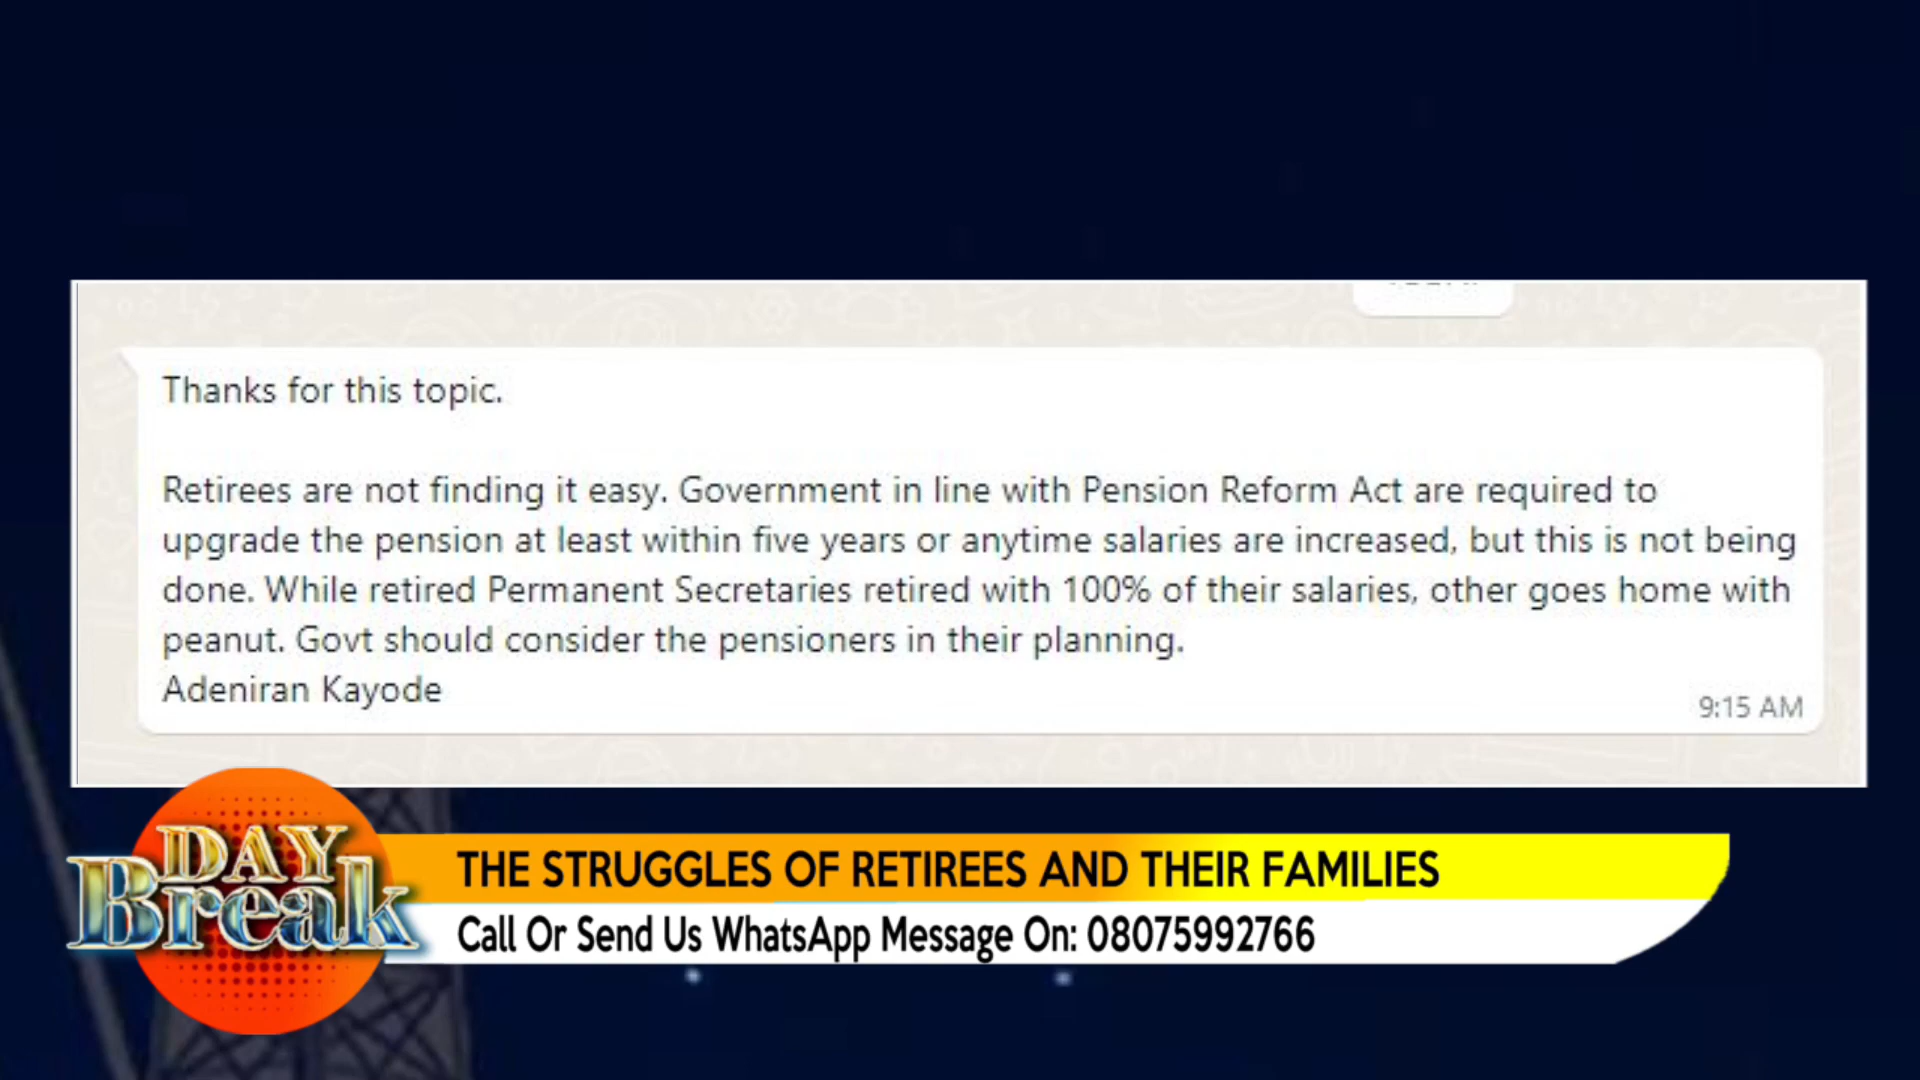 Thanks for this topic.
Retirees are not finding it easy. Government in line with Pension Reform Act are required to
upgrade the pension at least within five years or anytime salaries are increased, but this is not being
done. While retired Permanent Secretaries retired with 100% of their salaries, other goes home with
peanut. Govt should consider the pensioners in their planning.
Adeniran Kayode
9:15 AM
DAY
Break
THE STRUGGLES OF RETIREES AND THEIR FAMILIES
Call Or Send Us WhatsApp Message On: 08075992766